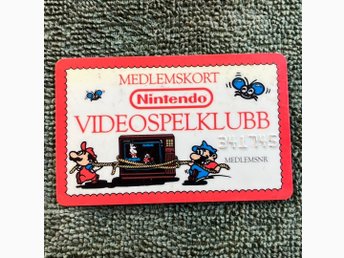 MEDLEMSKORT
Nintendo
VIDEOSPELKLUBB
341745
MEDLEMSNR